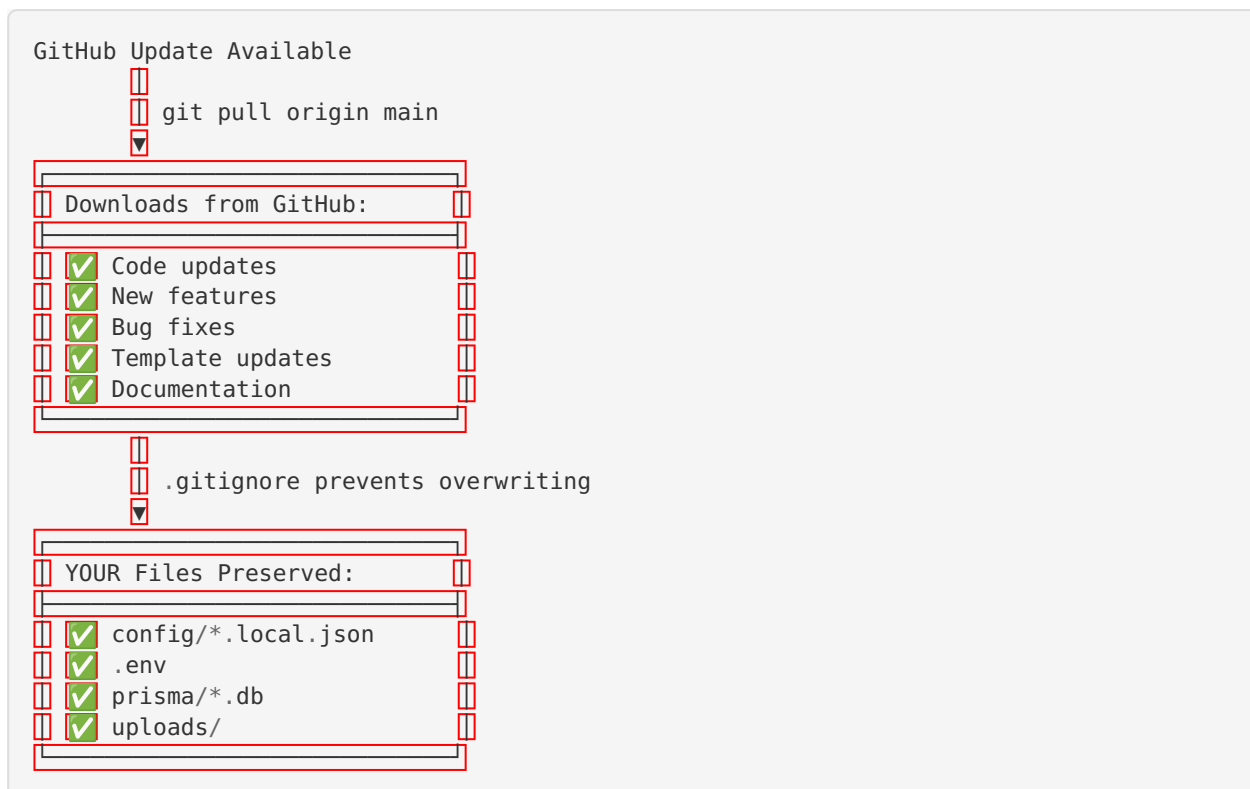 GitHub Update Available
│
│ git pull origin main
▼
┌──────────────────────────┐
│ Downloads from GitHub: │
├──────────────────────────┤
│ ✅ Code updates │
│ ✅ New features │
│ ✅ Bug fixes │
│ ✅ Template updates │
│ ✅ Documentation │
└──────────────────────────┘
│
│ .gitignore prevents overwriting
▼
┌──────────────────────────┐
│ YOUR Files Preserved: │
├──────────────────────────┤
│ ✅ config/*.local.json │
│ ✅ .env │
│ ✅ prisma/*.db │
│ ✅ uploads/ │
└──────────────────────────┘